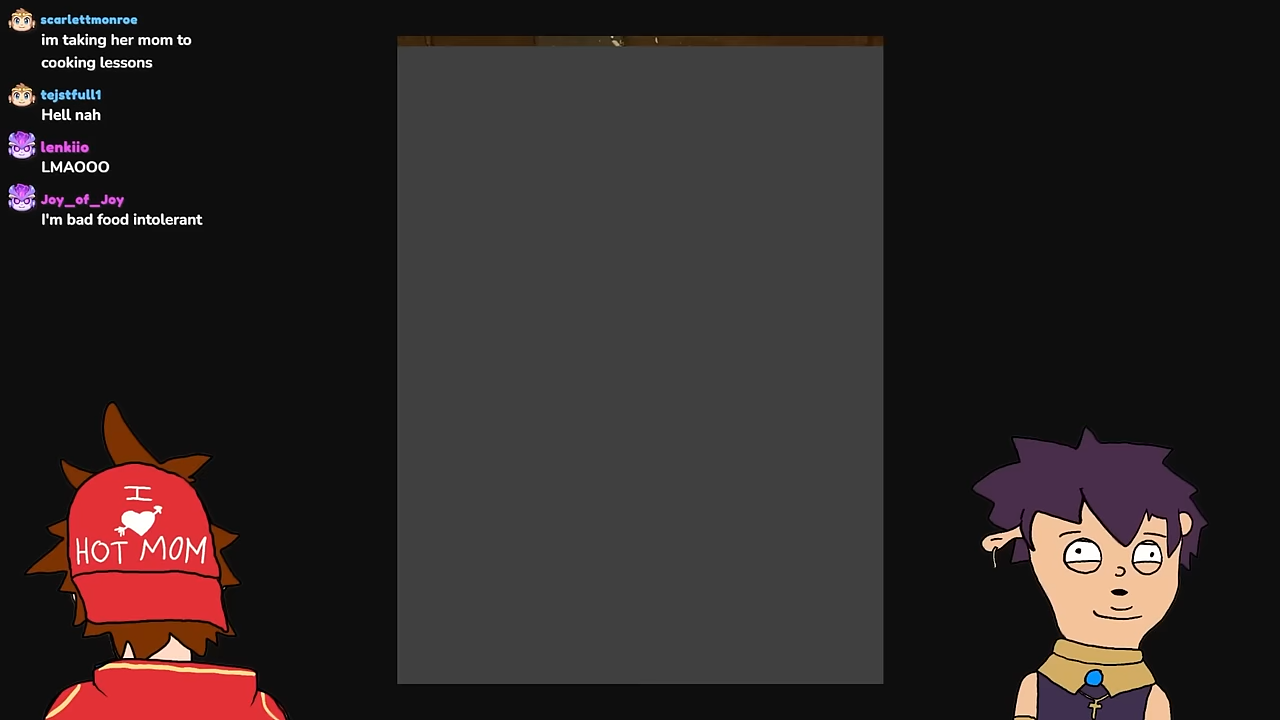 scarlettmonroe
im taking her mom to
cooking lessons
tejstfull1
Hell nah
lenkiio
LMAOOO
Joy_of_Joy
I'm bad food intolerant
I
HOT MOM